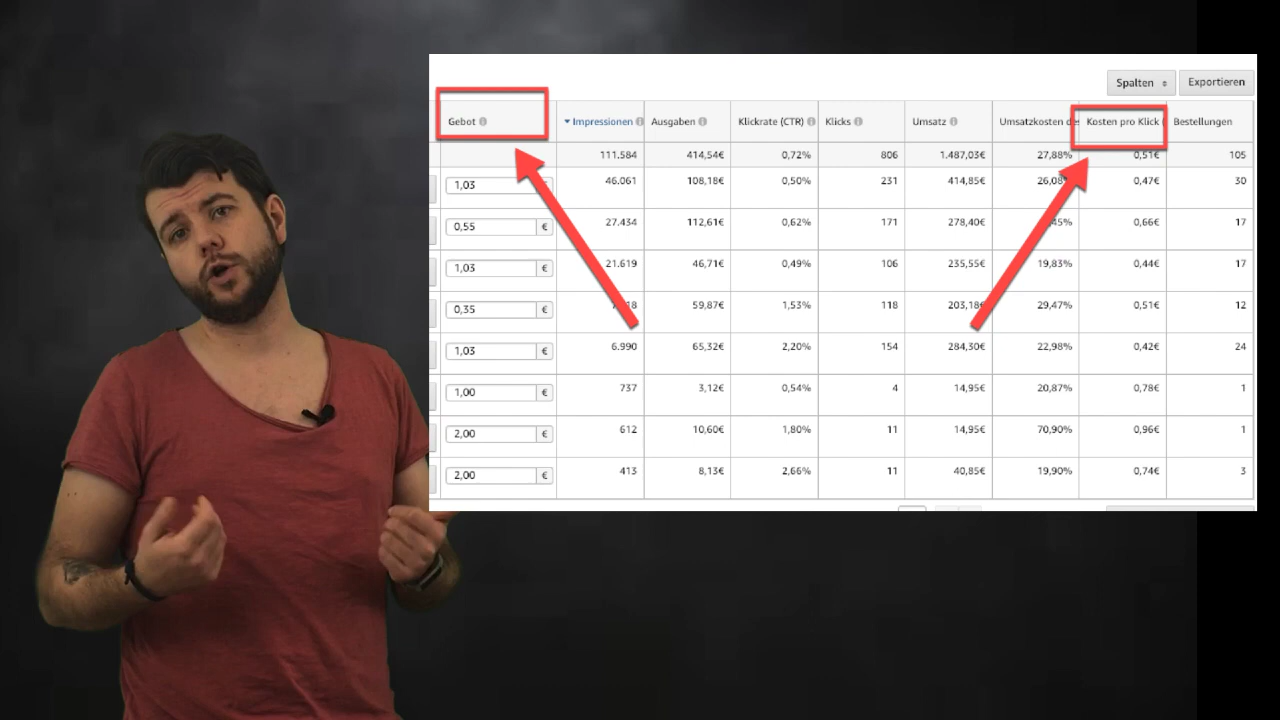 Spalten Exportieren
Gebot Impressionen Ausgaben Klickrate (CTR) Klicks Umsatz Umsatzkosten Kosten pro Klick Bestellungen
111.584 414,54€ 0,72% 806 1.487,03€ 27,88% 0,51€ 105
1,03 46.061 108,18€ 0,50% 231 414,85€ 26,08% 0,47€ 30
0,55 € 27.434 112,61€ 0,62% 171 278,40€ 0,66€ 17
1,03 € 21.619 46,71€ 0,49% 106 235,55€ 19,83% 0,44€ 17
0,35 € 59,87€ 1,53% 118 203,18€ 29,47% 0,51€ 12
1,03 € 6.990 65,32€ 2,20% 154 284,30€ 22,98% 0,42€ 24
1,00 € 737 3,12€ 0,54% 4 14,95€ 20,87% 0,78€ 1
2,00 € 612 10,60€ 1,80% 11 14,95€ 70,90% 0,96€ 1
2,00 € 413 8,13€ 2,66% 11 40,85€ 19,90% 0,74€ 3